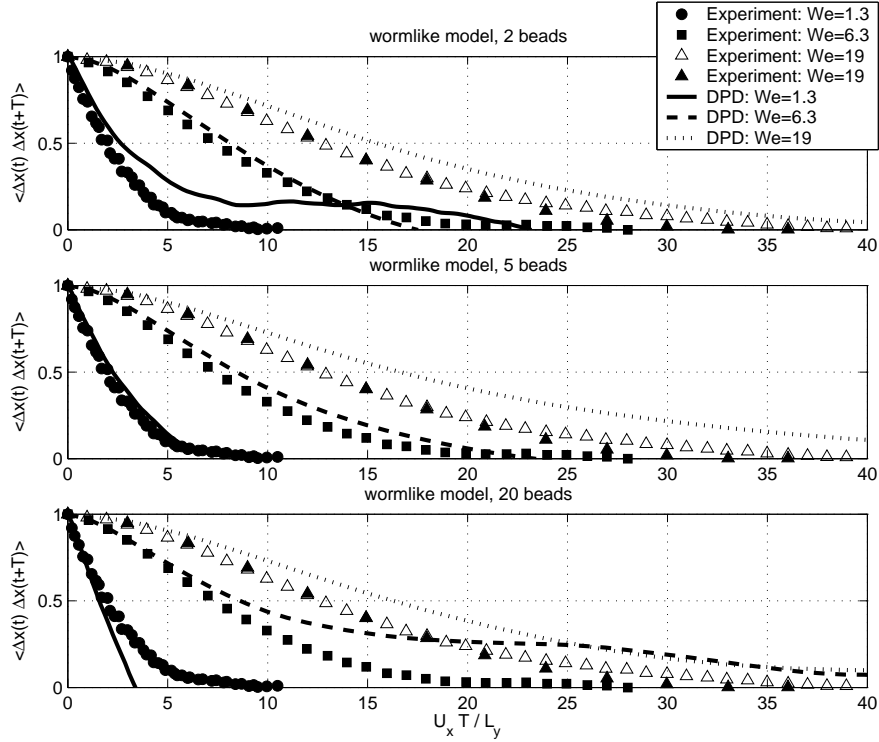 wormlike model, 2 beads
Experiment: We=1.3
Experiment: We=6.3
Experiment: We=19
Experiment: We=19
DPD: We=1.3
DPD: We=6.3
DPD: We=19
<Δx(t) Δx(t+T)>
1
0.5
0
0 5 10 15 20 25 30 35 40
wormlike model, 5 beads
<Δx(t) Δx(t+T)>
1
0.5
0
0 5 10 15 20 25 30 35 40
wormlike model, 20 beads
<Δx(t) Δx(t+T)>
1
0.5
0
0 5 10 15 20 25 30 35 40
U_x T / L_y